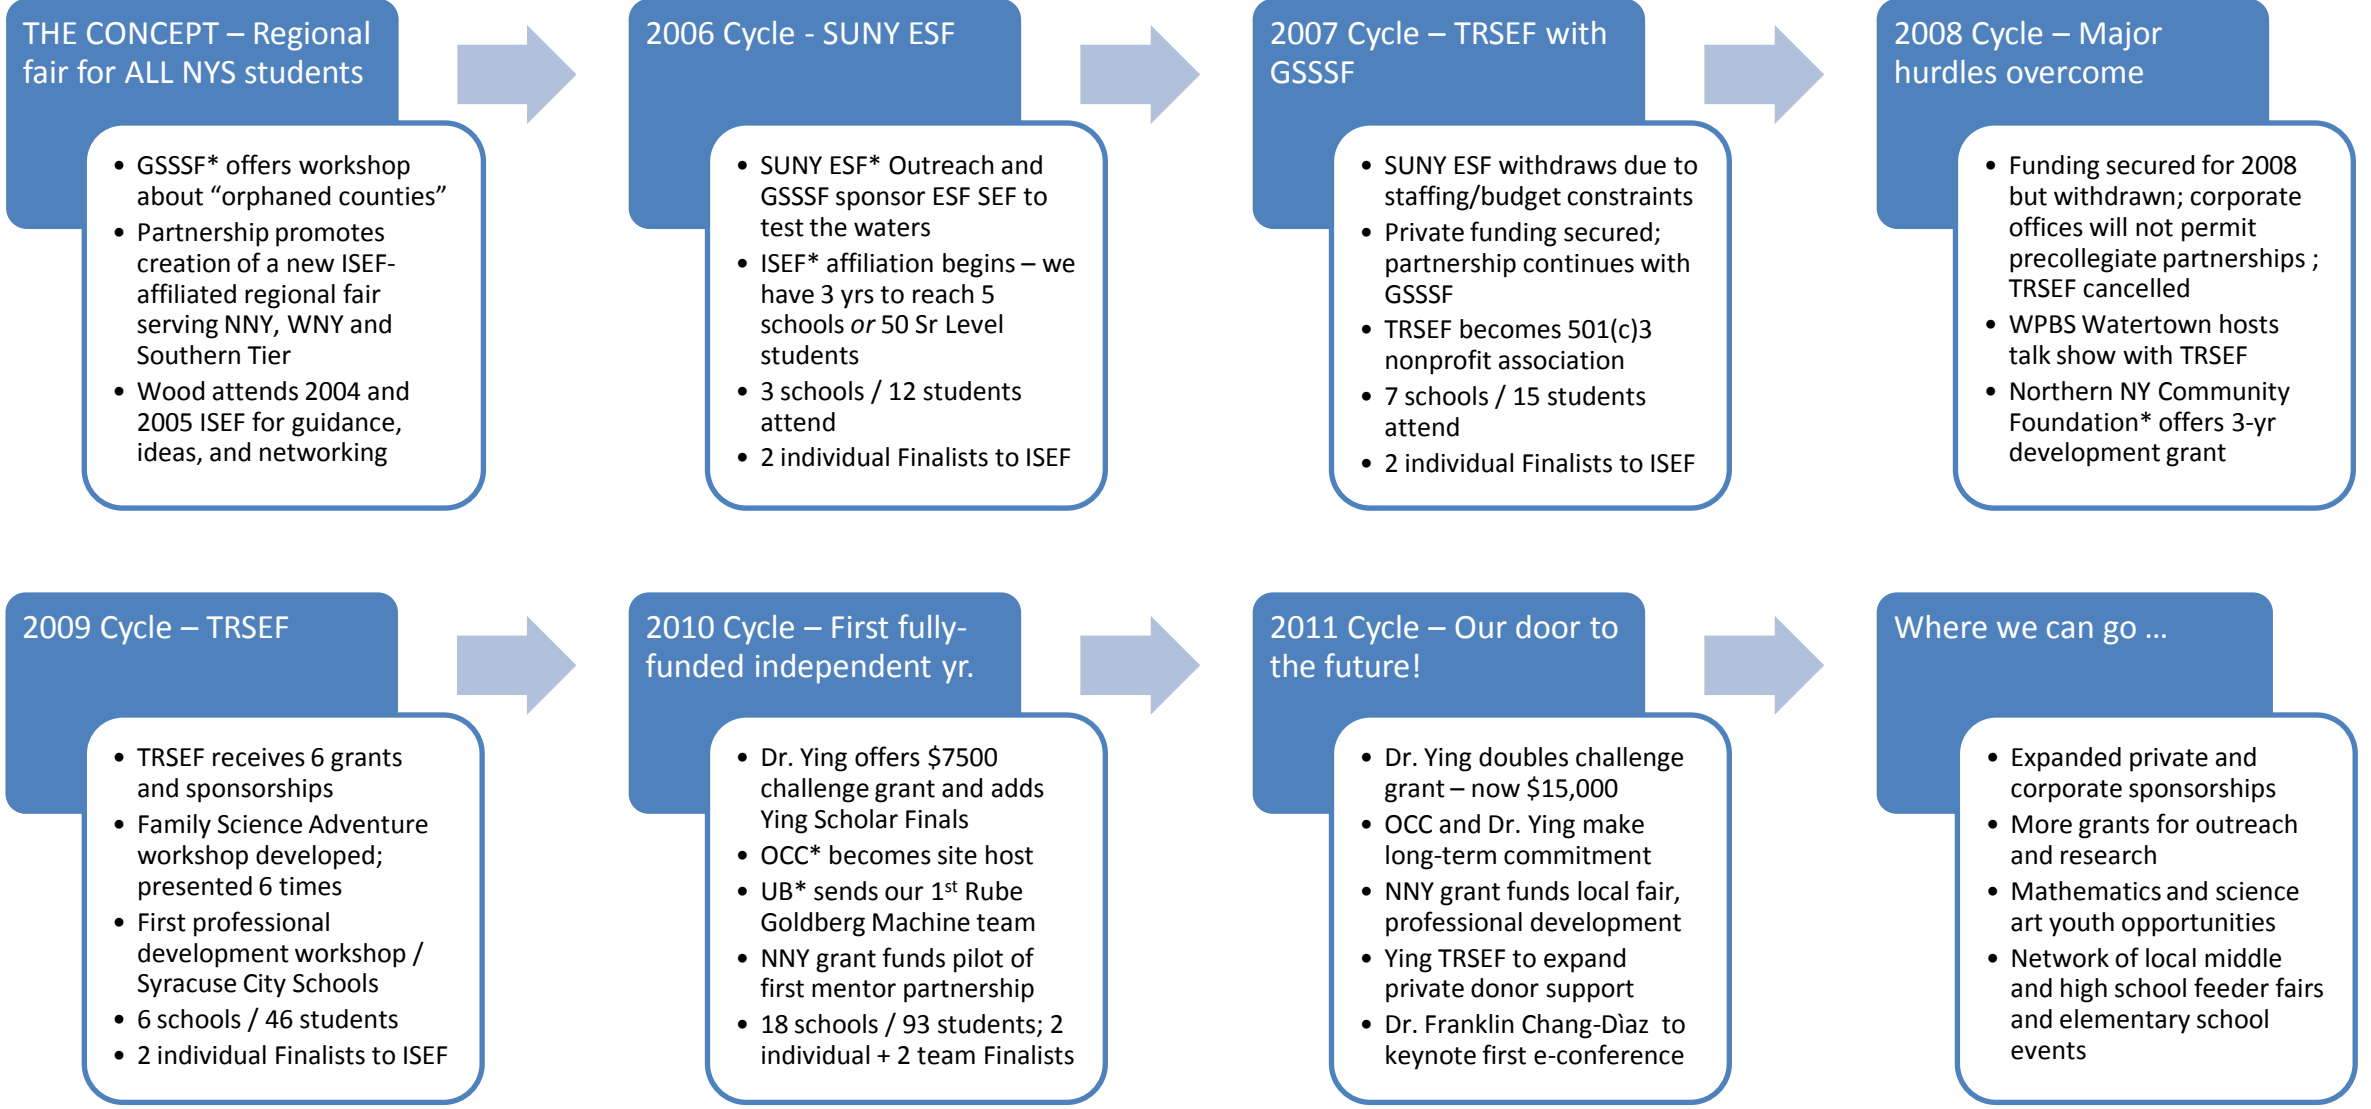 THE CONCEPT – Regional
fair for ALL NYS students
• GSSSF* offers workshop
about “orphaned counties”
• Partnership promotes
creation of a new ISEF-
affiliated regional fair
serving NNY, WNY and
Southern Tier
• Wood attends 2004 and
2005 ISEF for guidance,
ideas, and networking
2006 Cycle - SUNY ESF
• SUNY ESF* Outreach and
GSSSF sponsor ESF SEF to
test the waters
• ISEF* affiliation begins – we
have 3 yrs to reach 5
schools or 50 Sr Level
students
• 3 schools / 12 students
attend
• 2 individual Finalists to ISEF
2007 Cycle – TRSEF with
GSSSF
• SUNY ESF withdraws due to
staffing/budget constraints
• Private funding secured;
partnership continues with
GSSSF
• TRSEF becomes 501(c)3
nonprofit association
• 7 schools / 15 students
attend
• 2 individual Finalists to ISEF
2008 Cycle – Major
hurdles overcome
• Funding secured for 2008
but withdrawn; corporate
offices will not permit
precollegiate partnerships ;
TRSEF cancelled
• WPBS Watertown hosts
talk show with TRSEF
• Northern NY Community
Foundation* offers 3-yr
development grant
2009 Cycle – TRSEF
• TRSEF receives 6 grants
and sponsorships
• Family Science Adventure
workshop developed;
presented 6 times
• First professional
development workshop /
Syracuse City Schools
• 6 schools / 46 students
• 2 individual Finalists to ISEF
2010 Cycle – First fully-
funded independent yr.
• Dr. Ying offers $7500
challenge grant and adds
Ying Scholar Finals
• OCC* becomes site host
• UB* sends our 1st Rube
Goldberg Machine team
• NNY grant funds pilot of
first mentor partnership
• 18 schools / 93 students; 2
individual + 2 team Finalists
2011 Cycle – Our door to
the future!
• Dr. Ying doubles challenge
grant – now $15,000
• OCC and Dr. Ying make
long-term commitment
• NNY grant funds local fair,
professional development
• Ying TRSEF to expand
private donor support
• Dr. Franklin Chang-Dìaz to
keynote first e-conference
Where we can go …
• Expanded private and
corporate sponsorships
• More grants for outreach
and research
• Mathematics and science
art youth opportunities
• Network of local middle
and high school feeder fairs
and elementary school
events